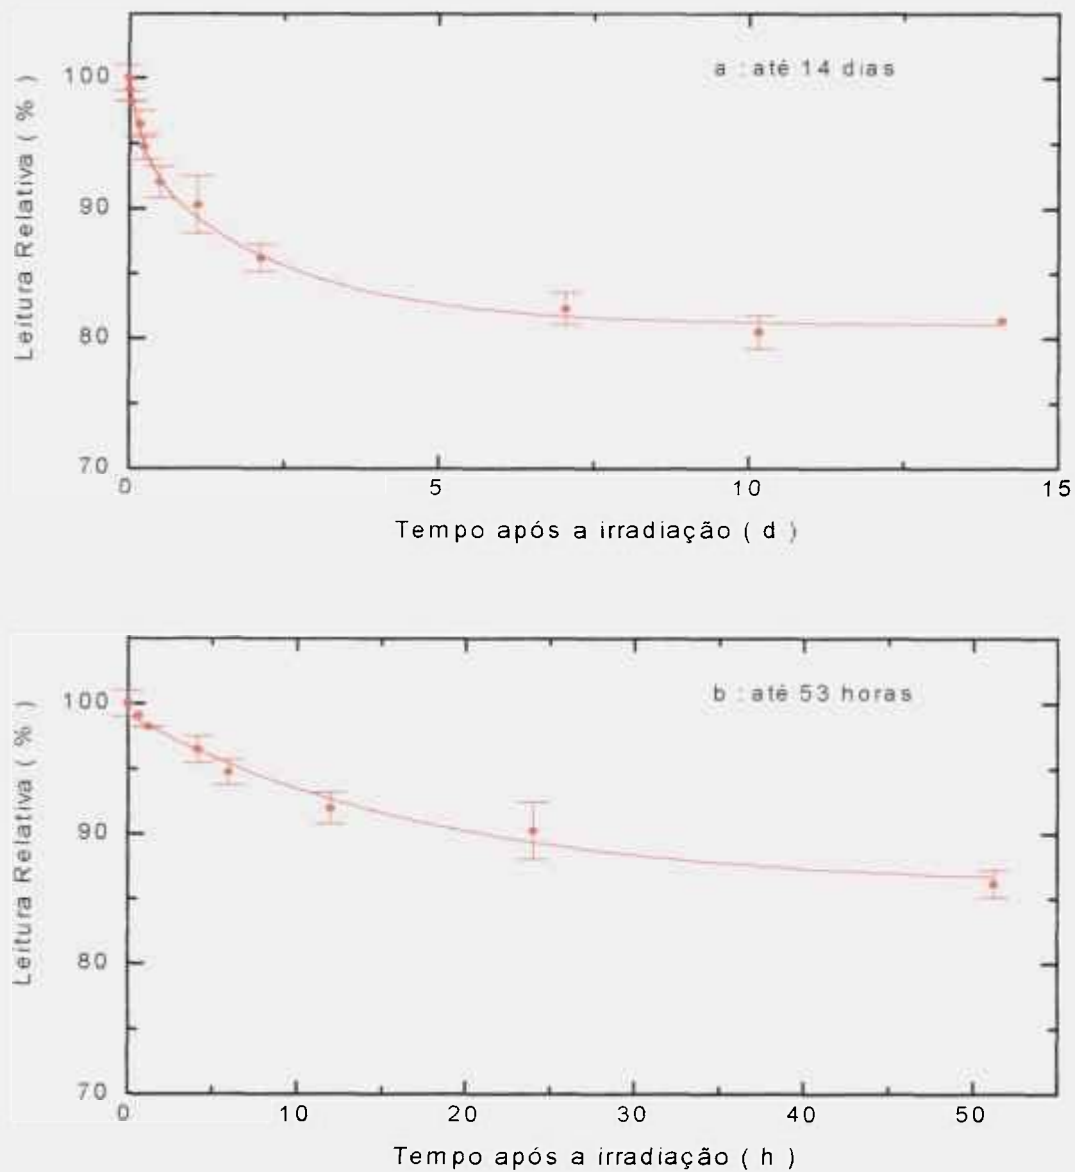 a : até 14 dias
Leitura Relativa ( % )
100
90
80
70
0 5 10 15
Tempo após a irradiação ( d )
b : até 53 horas
Leitura Relativa ( % )
100
90
80
70
0 10 20 30 40 50
Tempo após a irradiação ( h )